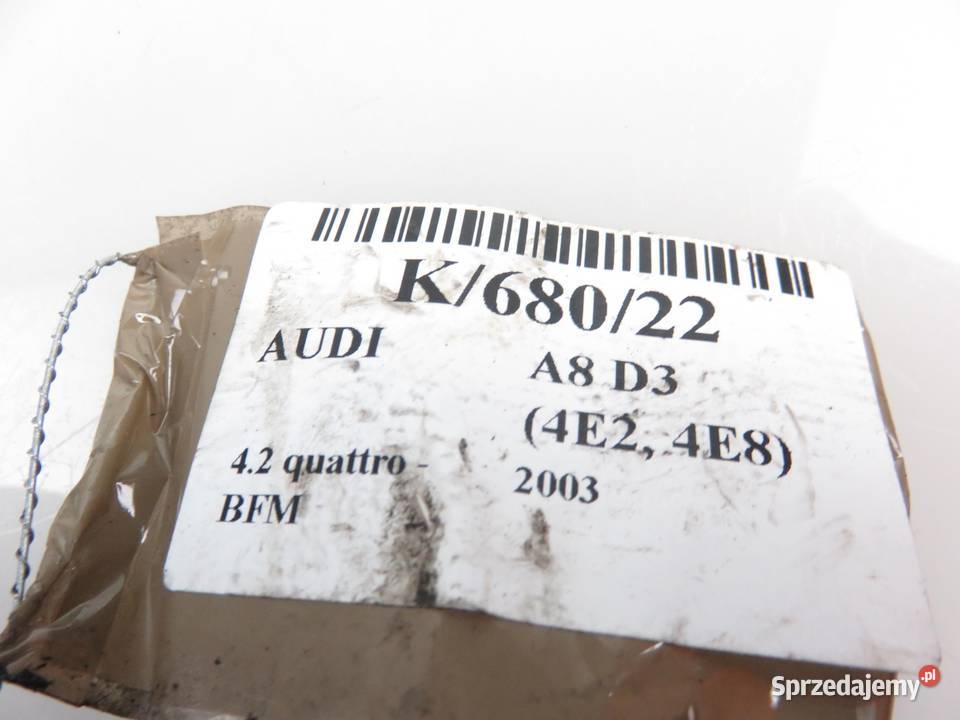 K/680/22
AUDI
A8 D3
(4E2, 4E8)
4.2 quattro -
BFM
2003
Sprzedajemy.pl